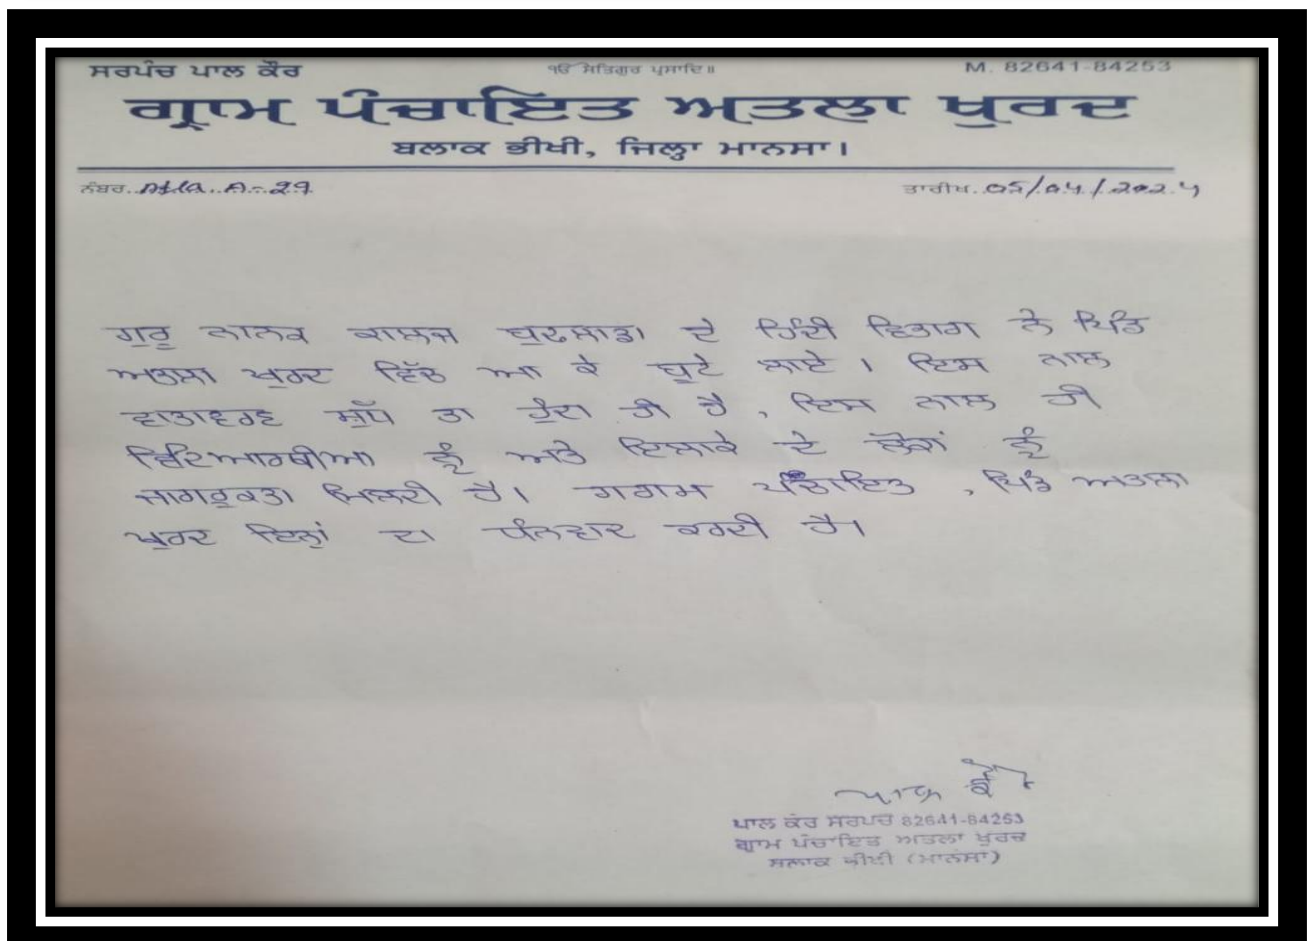 ਸਰਪੰਚ ਪਾਲ ਕੌਰ
ੴ ਸਤਿਗੁਰ ਪ੍ਰਸਾਦਿ॥
M. 82641-84253
ਗ੍ਰਾਮ ਪੰਚਾਇਤ ਅਤਲਾ ਖੁਰਦ
ਬਲਾਕ ਭੀਖੀ, ਜਿਲ੍ਹਾ ਮਾਨਸਾ।
ਨੰਬਰ. A-29
ਤਾਰੀਖ. 05/04/2024
ਗੁਰੂ ਨਾਨਕ ਕਾਲਜ ਬੁਢਲਾਡਾ ਦੇ ਹਿੰਦੀ ਵਿਭਾਗ ਨੇ ਪਿੰਡ
ਅਤਲਾ ਖੁਰਦ ਵਿੱਚ ਆ ਕੇ ਬੂਟੇ ਲਾਏ । ਇਸ ਨਾਲ
ਵਾਤਾਵਰਣ ਸ਼ੁੱਧ ਤਾ ਹੁੰਦਾ ਹੀ ਹੈ , ਇਸ ਨਾਲ ਹੀ
ਵਿਦਿਆਰਥੀਆ ਨੂੰ ਅਤੇ ਇਲਾਕੇ ਦੇ ਲੋਕਾਂ ਨੂੰ
ਜਾਗਰੂਕਤਾ ਮਿਲਦੀ ਹੈ। ਗਰਾਮ ਪੰਚਾਇਤ , ਪਿੰਡ ਅਤਲਾ
ਖੁਰਦ ਇਨ੍ਹਾਂ ਦਾ ਧੰਨਵਾਦ ਕਰਦੀ ਹੈ।
ਪਾਲ ਕੌਰ
ਪਾਲ ਕੌਰ ਸਰਪੰਚ 82641-84253
ਗ੍ਰਾਮ ਪੰਚਾਇਤ ਅਤਲਾ ਖੁਰਦ
ਬਲਾਕ ਭੀਖੀ (ਮਾਨਸਾ)